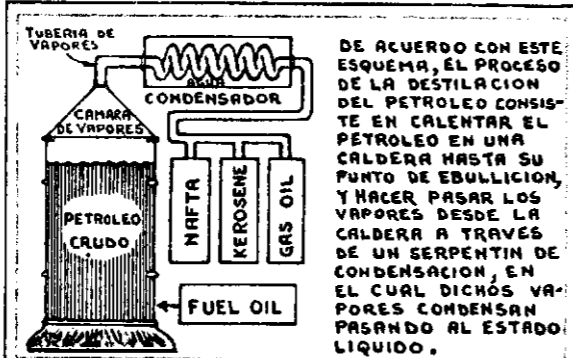 TUBERIA DE
VAPORES
AGUA
CONDENSADOR
CAMARA
DE VAPORES
PETROLEO
CRUDO
NAFTA
KEROSENE
GAS OIL
FUEL OIL
DE ACUERDO CON ESTE
ESQUEMA, EL PROCESO
DE LA DESTILACION
DEL PETROLEO CONSIS-
TE EN CALENTAR EL
PETROLEO EN UNA
CALDERA HASTA SU
PUNTO DE EBULLICION,
Y HACER PASAR LOS
VAPORES DESDE LA
CALDERA A TRAVES
DE UN SERPENTIN DE
CONDENSACION, EN
EL CUAL DICHOS VA-
PORES CONDENSAN
PASANDO AL ESTADO
LIQUIDO.